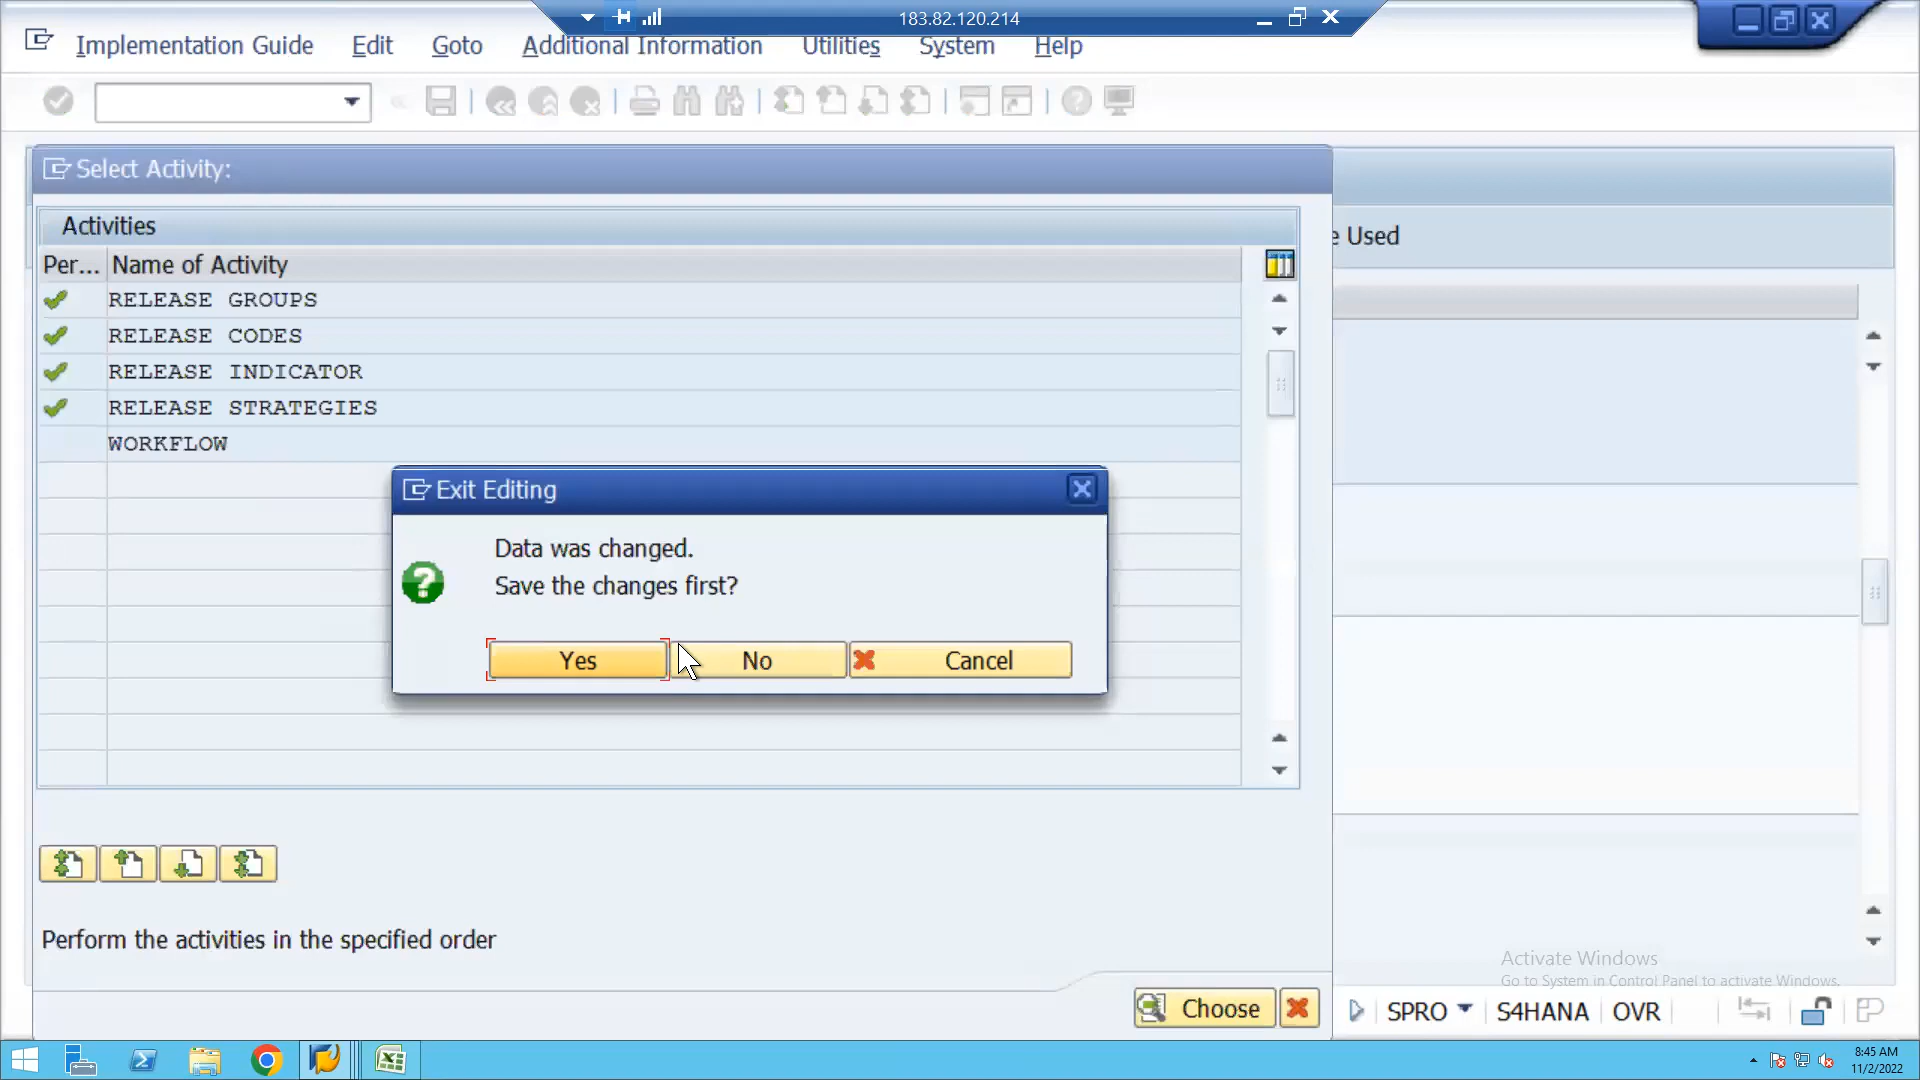 183.82.120.214
Implementation Guide Edit Goto Additional Information Utilities System Help
Select Activity:
Activities
Per... Name of Activity
RELEASE GROUPS
RELEASE CODES
RELEASE INDICATOR
RELEASE STRATEGIES
WORKFLOW
e Used
Exit Editing
Data was changed.
Save the changes first?
Yes No Cancel
Perform the activities in the specified order
Choose
Activate Windows
Go to System in Control Panel to activate Windows.
SPRO S4HANA OVR
8:45 AM
11/2/2022